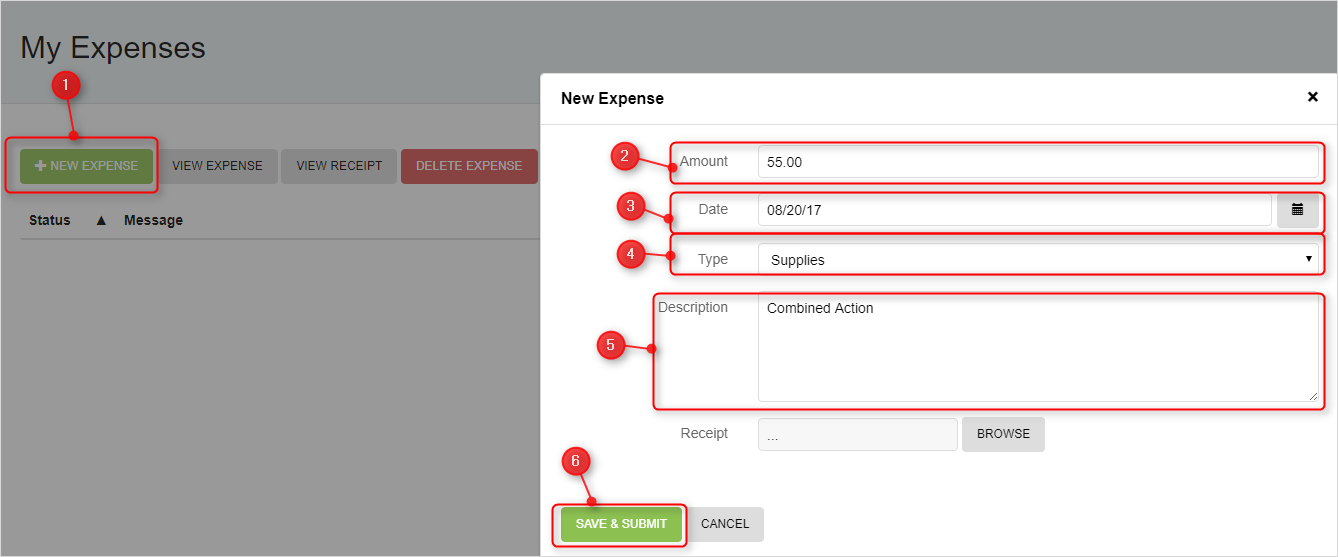 My Expenses
1
New Expense
×
2
Amount
55.00
+ NEW EXPENSE
VIEW EXPENSE
VIEW RECEIPT
DELETE EXPENSE
3
Date
08/20/17
Status ▲ Message
4
Type
Supplies
5
Description
Combined Action
Receipt
...
BROWSE
6
SAVE & SUBMIT
CANCEL